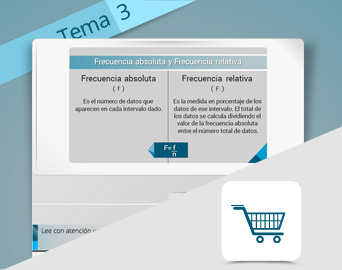 Tema 3
Frecuencia absoluta y Frecuencia relativa
Frecuencia absoluta
( f )
Es el número de datos que
aparecen en cada intervalo dado.
Frecuencia relativa
( F )
Es la medida en porcentaje de los
datos de ese intervalo. El total de
los datos se calcula dividiendo el
valor de la frecuencia absoluta
entre el número total de datos.
F= f
n
Lee con atención y